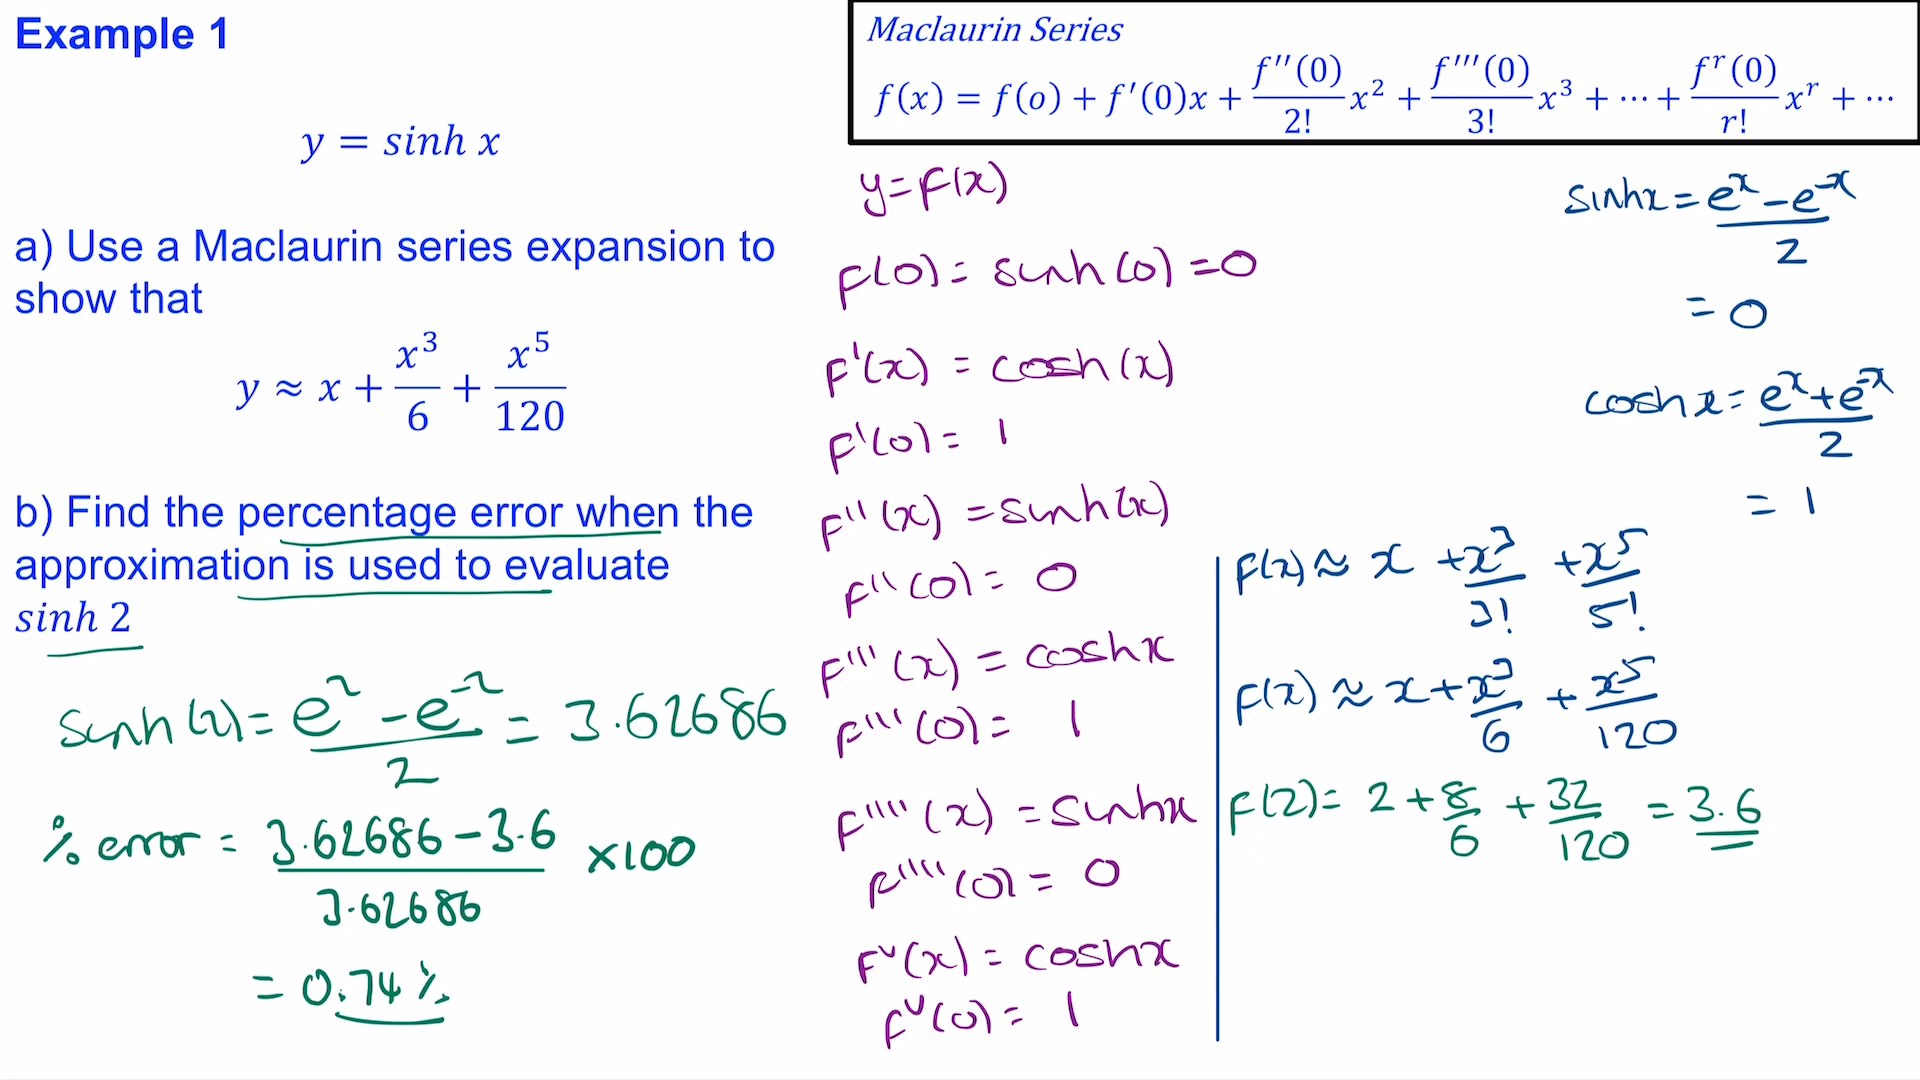 Example 1
y = sinh x
a) Use a Maclaurin series expansion to
show that
y ≈ x + x³/6 + x⁵/120
b) Find the percentage error when the
approximation is used to evaluate
sinh 2
sinh(2) = (e² - e⁻²)/2 = 3.62686
% error = (3.62686 - 3.6)/3.62686 ×100
= 0.74%
Maclaurin Series
f(x) = f(o) + f′(0)x + f′′(0)/2! x² + f′′′(0)/3! x³ + ⋯ + fʳ(0)/r! xʳ + ⋯
y = f(x)
f(0) = sinh(0) = 0
f'(x) = cosh(x)
f'(0) = 1
f''(x) = sinh(x)
f''(0) = 0
f'''(x) = coshx
f'''(0) = 1
f''''(x) = sinhx
f''''(0) = 0
fᵛ(x) = coshx
fᵛ(0) = 1
sinhx = (eˣ - e⁻ˣ)/2
= 0
coshx = (eˣ + e⁻ˣ)/2
= 1
f(x) ≈ x + x³/3! + x⁵/5!
f(x) ≈ x + x³/6 + x⁵/120
f(2) = 2 + 8/6 + 32/120 = 3.6